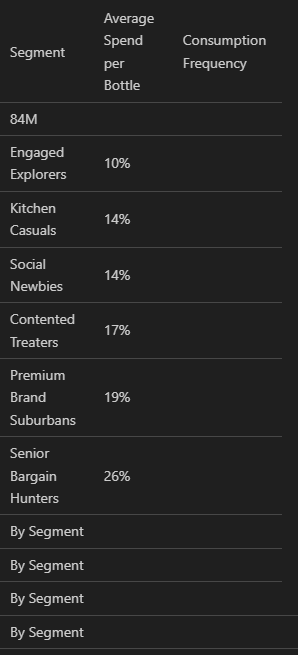 Segment
Average
Spend
per
Bottle
Consumption
Frequency
84M
Engaged
Explorers
10%
Kitchen
Casuals
14%
Social
Newbies
14%
Contented
Treaters
17%
Premium
Brand
Suburbans
19%
Senior
Bargain
Hunters
26%
By Segment
By Segment
By Segment
By Segment